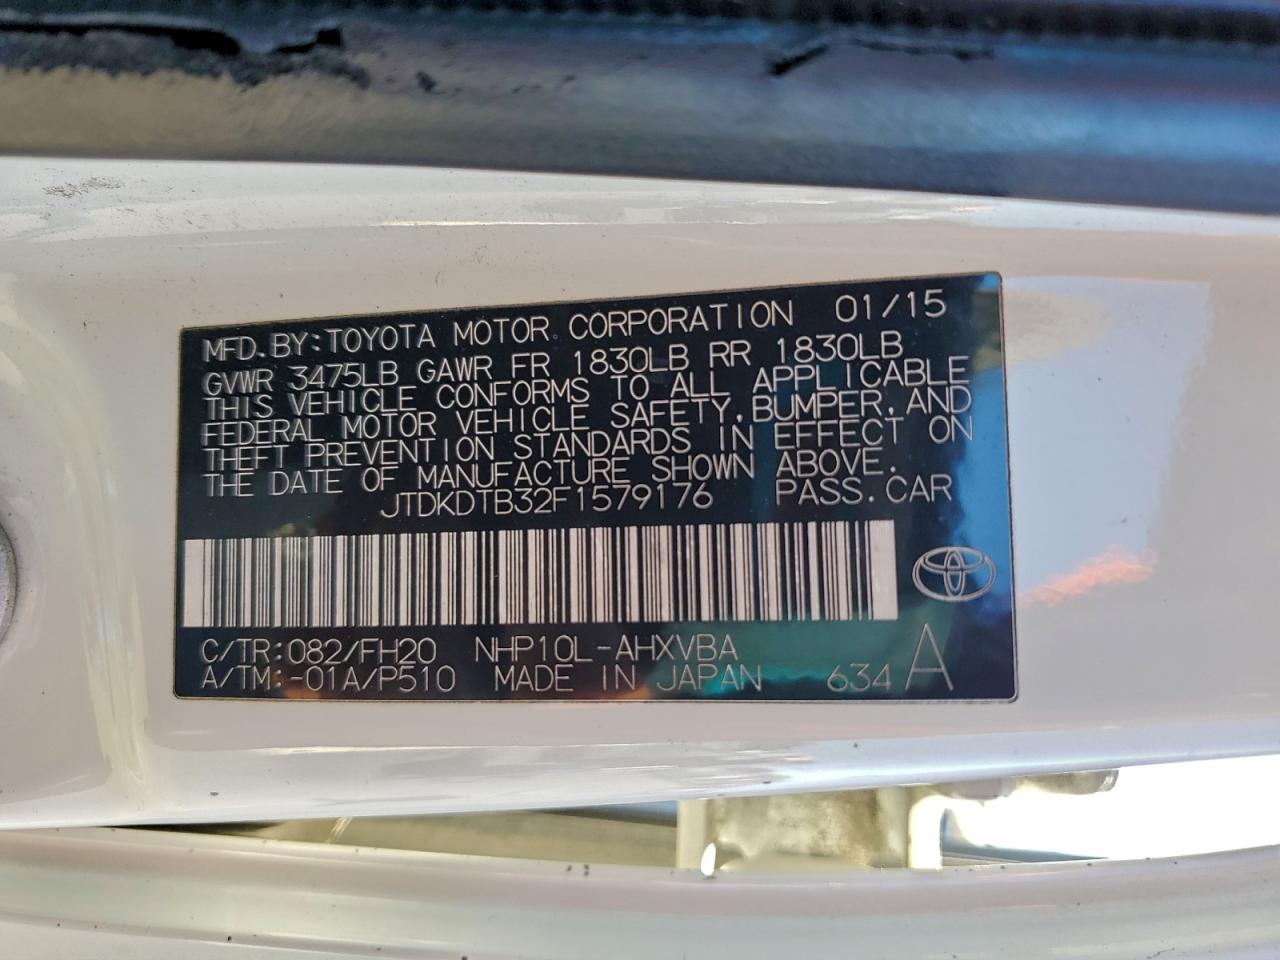 MFD.BY:TOYOTA MOTOR CORPORATION 01/15
GVWR 3475LB GAWR FR 1830LB RR 1830LB
THIS VEHICLE CONFORMS TO ALL APPLICABLE
FEDERAL MOTOR VEHICLE SAFETY,BUMPER,AND
THEFT PREVENTION STANDARDS IN EFFECT ON
THE DATE OF MANUFACTURE SHOWN ABOVE.
JTDKDTB32F1579176 PASS.CAR
C/TR:082/FH20 NHP10L-AHXVBA
A/TM:-01A/P510 MADE IN JAPAN 634 A